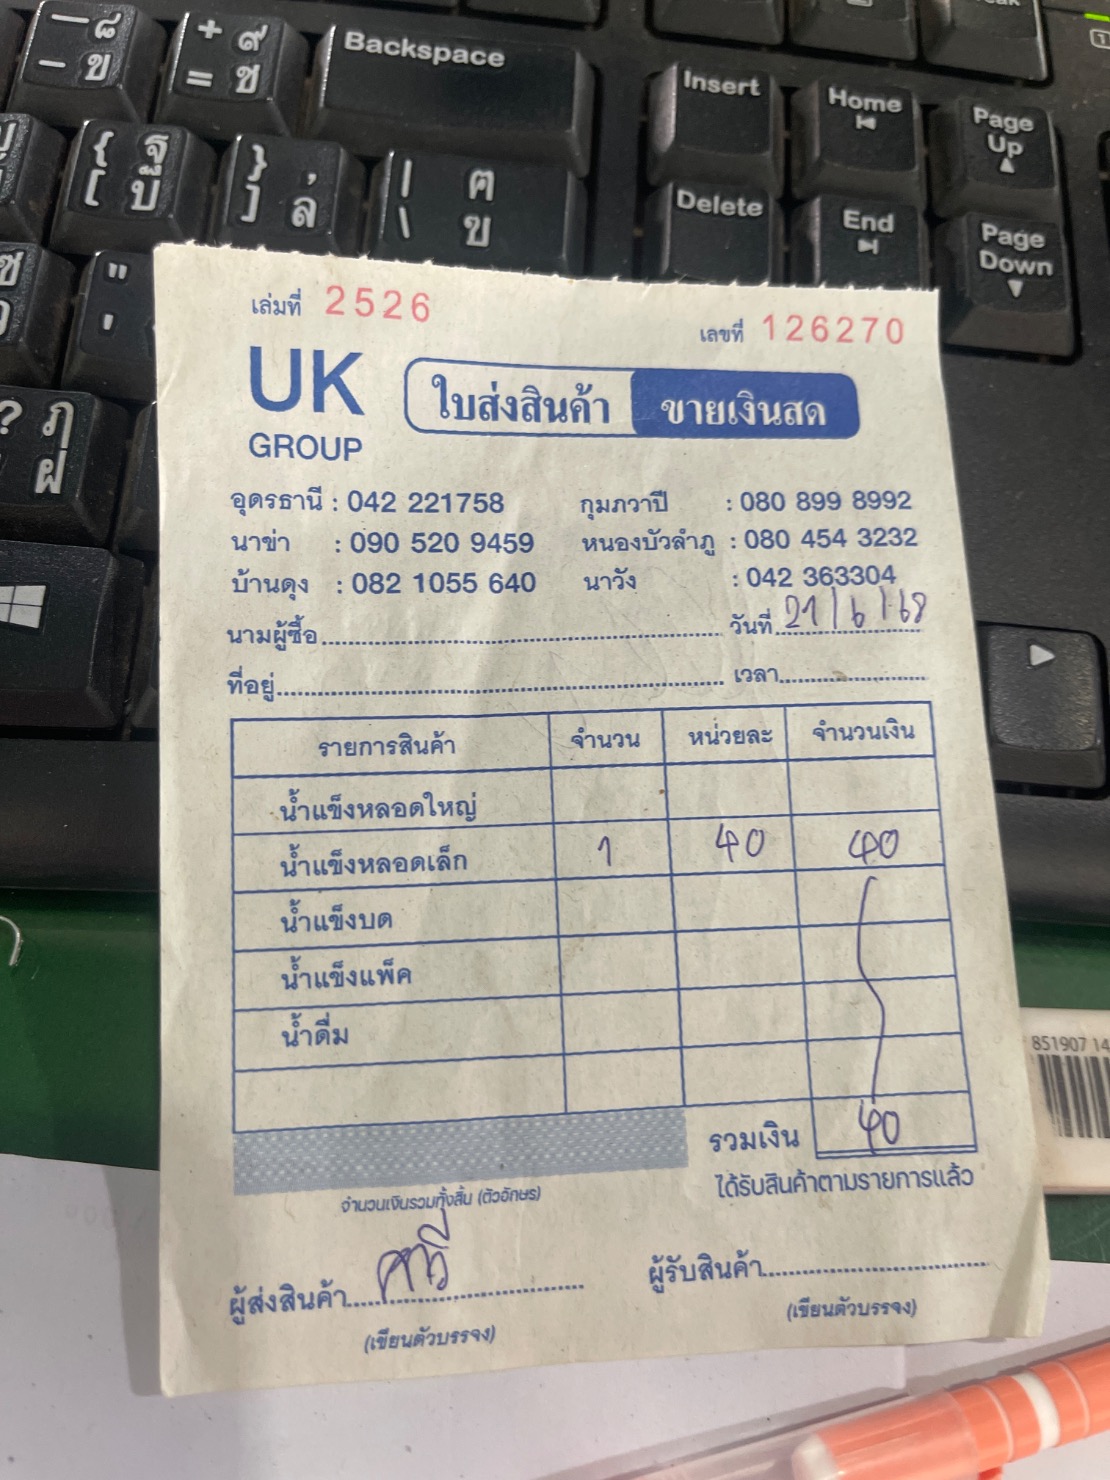 — ๘
- ข
+ ๙
= ช
Backspace
Insert
Home
Page Up
{ ฐ
[ บ
} ,
] ล
| ฅ
\ ฃ
Delete
End
Page Down
"
'
? ฦ
ฝ
เล่มที่ 2526
เลขที่ 126270
UK
GROUP
ใบส่งสินค้า ขายเงินสด
อุดรธานี : 042 221758 กุมภวาปี : 080 899 8992
นาข่า : 090 520 9459 หนองบัวลำภู : 080 454 3232
บ้านดุง : 082 1055 640 นาวัง : 042 363304
นามผู้ซื้อ วันที่ 21/6/68
ที่อยู่ เวลา
รายการสินค้า จำนวน หน่วยละ จำนวนเงิน
น้ำแข็งหลอดใหญ่
น้ำแข็งหลอดเล็ก 1 40 40
น้ำแข็งบด
น้ำแข็งแพ็ค
น้ำดื่ม
รวมเงิน 40
จำนวนเงินรวมทั้งสิ้น (ตัวอักษร)
ได้รับสินค้าตามรายการแล้ว
ผู้ส่งสินค้า ผู้รับสินค้า
(เขียนตัวบรรจง) (เขียนตัวบรรจง)
851907 14